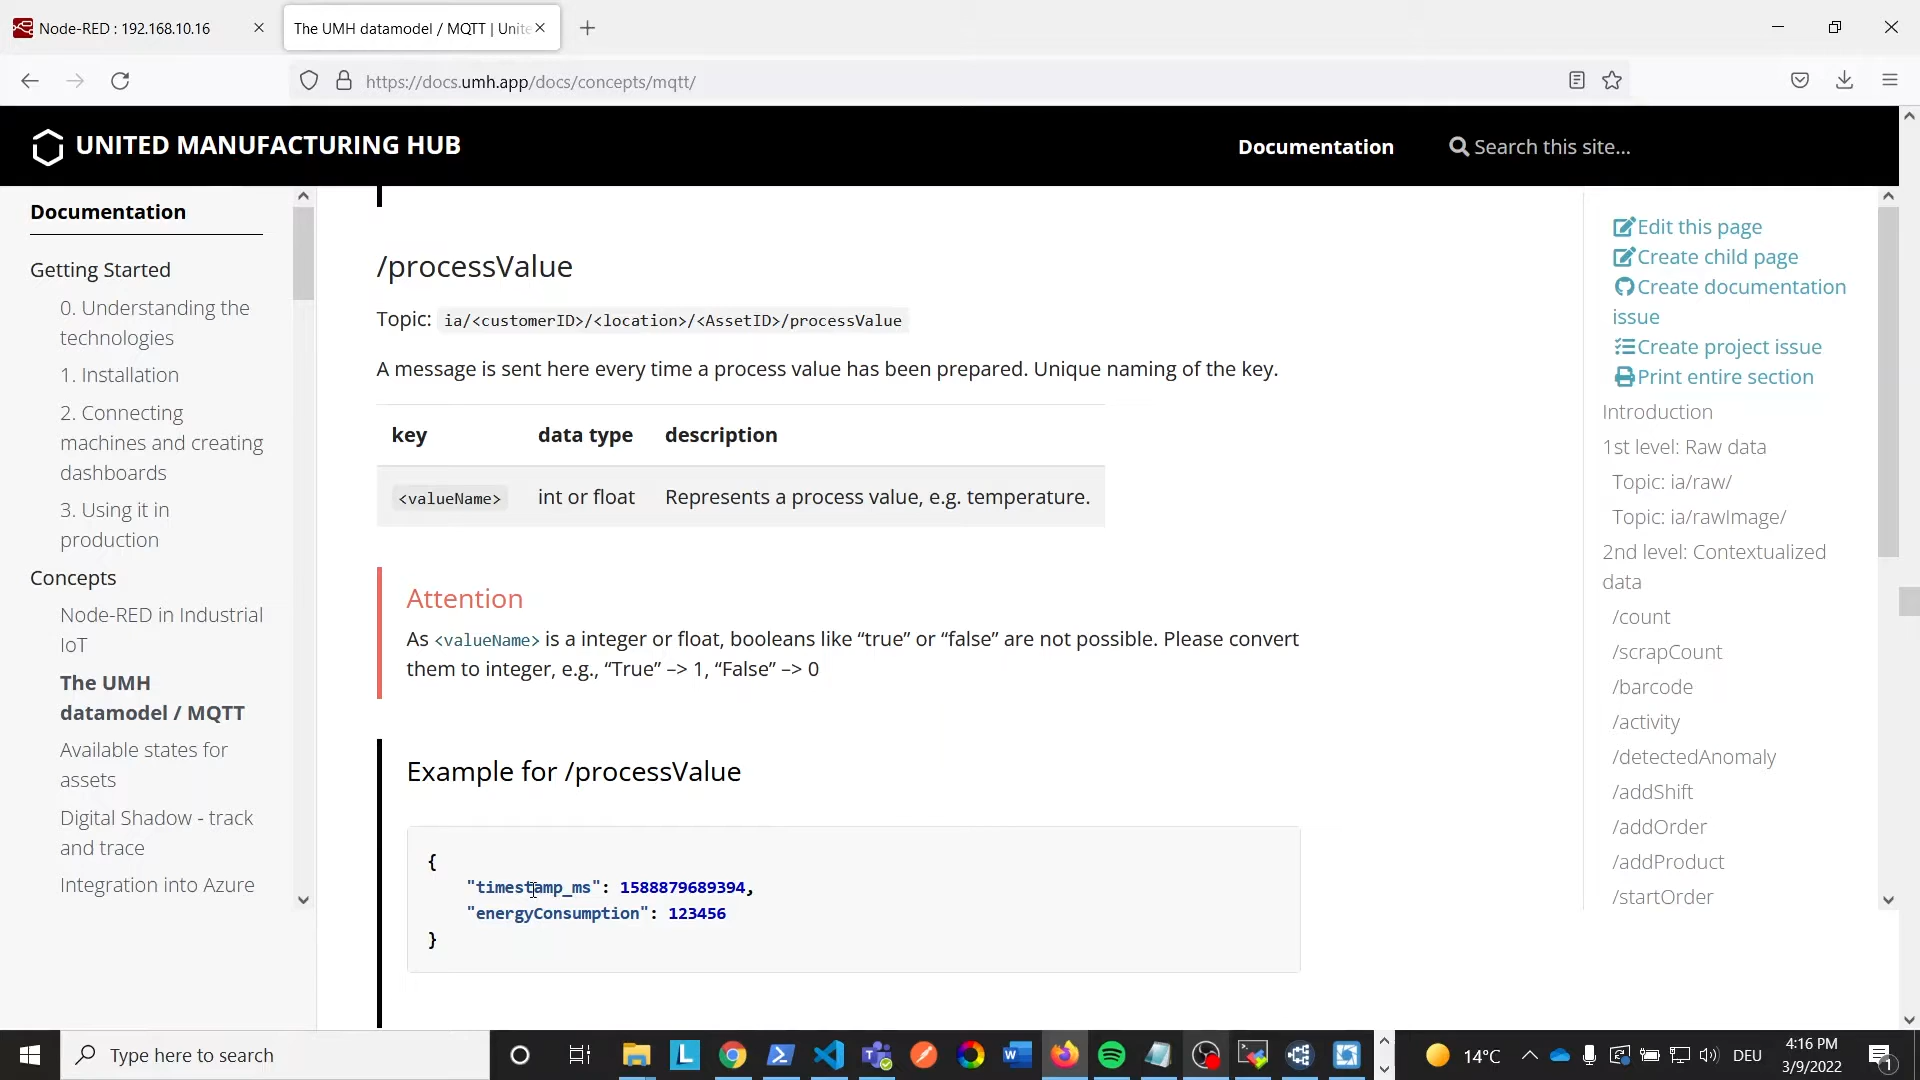 Node-RED : 192.168.10.16
The UMH datamodel / MQTT | Unite
https://docs.umh.app/docs/concepts/mqtt/
UNITED MANUFACTURING HUB
Documentation
Search this site...
Documentation
Getting Started
0. Understanding the
technologies
1. Installation
2. Connecting
machines and creating
dashboards
3. Using it in
production
Concepts
Node-RED in Industrial
IoT
The UMH
datamodel / MQTT
Available states for
assets
Digital Shadow - track
and trace
Integration into Azure
/processValue
Topic: ia/<customerID>/<location>/<AssetID>/processValue
A message is sent here every time a process value has been prepared. Unique naming of the key.
key data type description
<valueName> int or float Represents a process value, e.g. temperature.
Attention
As <valueName> is a integer or float, booleans like “true” or “false” are not possible. Please convert
them to integer, e.g., “True” –> 1, “False” –> 0
Example for /processValue
{
"timestamp_ms": 1588879689394,
"energyConsumption": 123456
}
Edit this page
Create child page
Create documentation
issue
Create project issue
Print entire section
Introduction
1st level: Raw data
Topic: ia/raw/
Topic: ia/rawImage/
2nd level: Contextualized
data
/count
/scrapCount
/barcode
/activity
/detectedAnomaly
/addShift
/addOrder
/addProduct
/startOrder
Type here to search
L
14°C
DEU
4:16 PM
3/9/2022
1